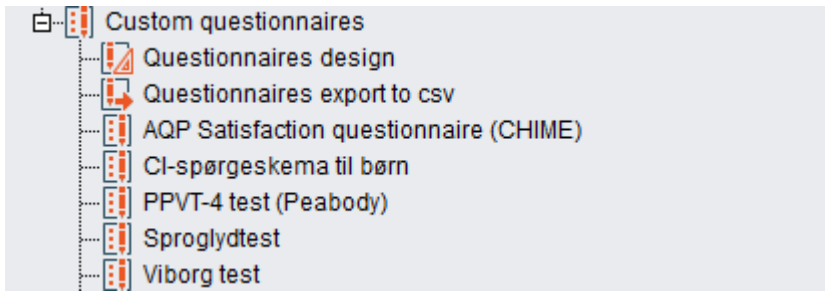 Custom questionnaires
Questionnaires design
Questionnaires export to csv
AQP Satisfaction questionnaire (CHIME)
CI-spørgeskema til børn
PPVT-4 test (Peabody)
Sproglydtest
Viborg test